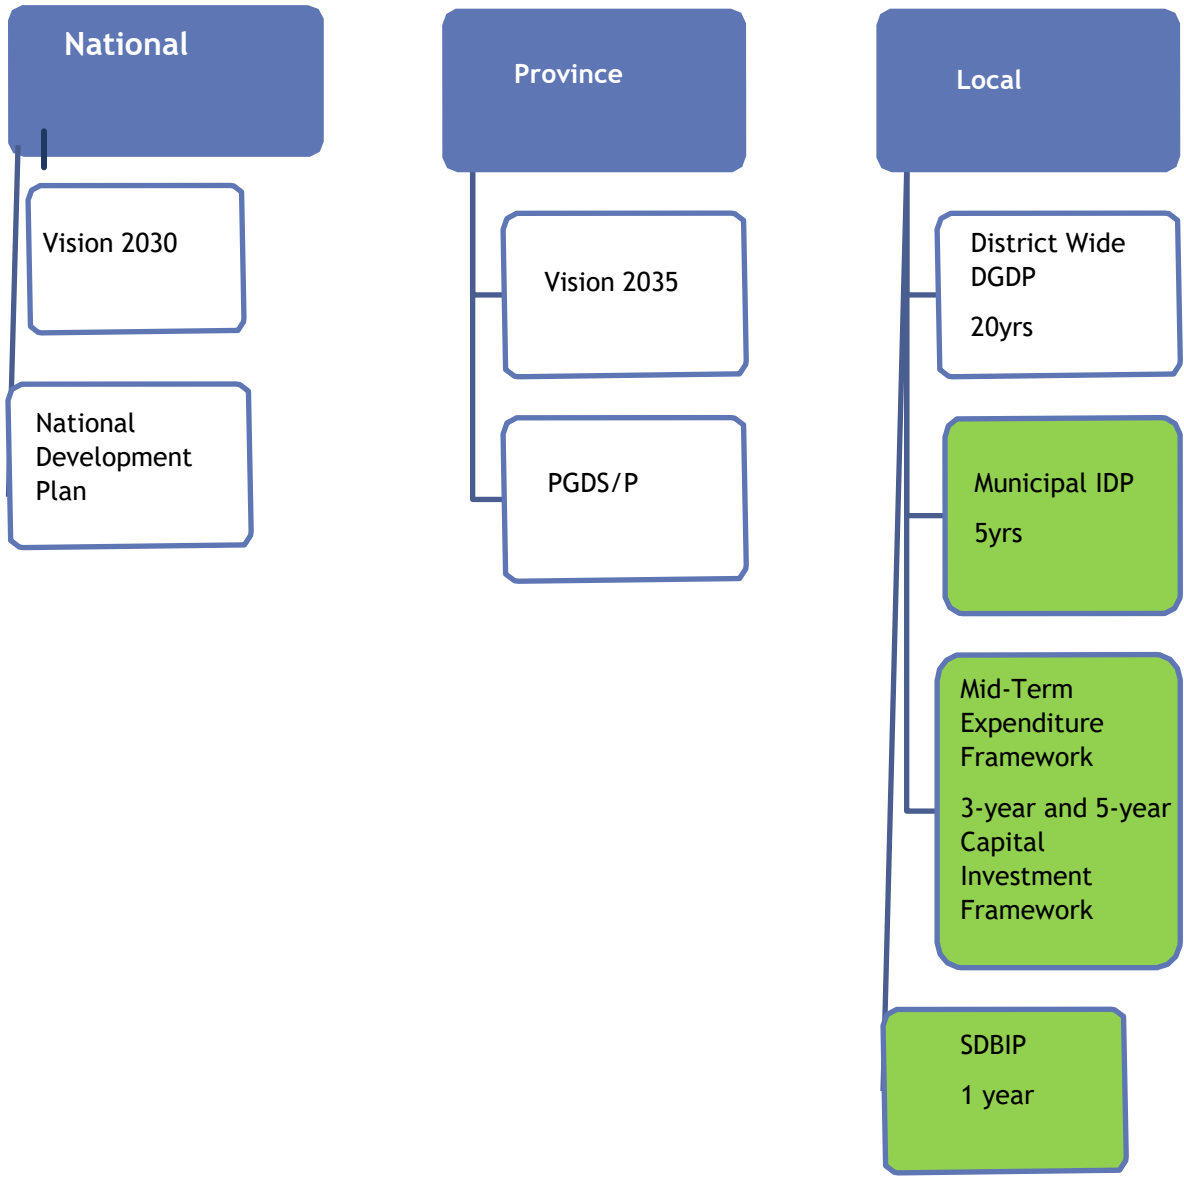 National
Vision 2030
National
Development
Plan
Province
Vision 2035
PGDS/P
Local
District Wide
DGDP
20yrs
Municipal IDP
5yrs
Mid-Term
Expenditure
Framework
3-year and 5-year
Capital
Investment
Framework
SDBIP
1 year